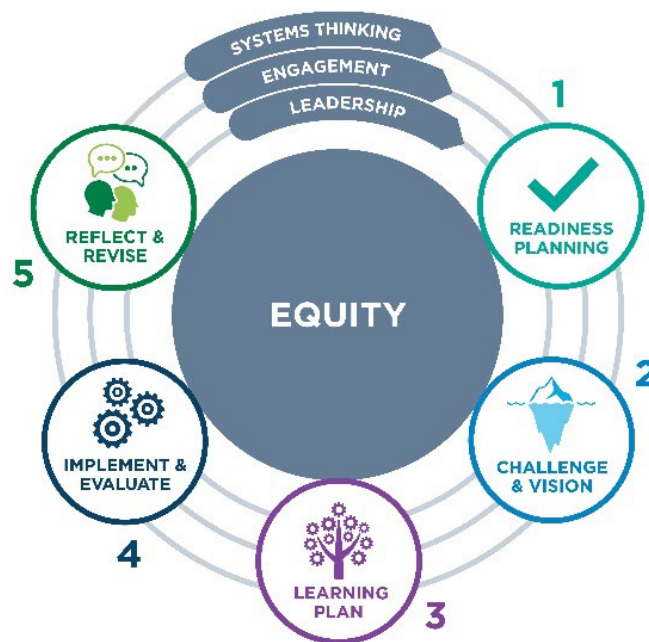 SYSTEMS THINKING
ENGAGEMENT
LEADERSHIP
1
READINESS
PLANNING
2
CHALLENGE
& VISION
3
LEARNING
PLAN
4
IMPLEMENT &
EVALUATE
5
REFLECT &
REVISE
EQUITY